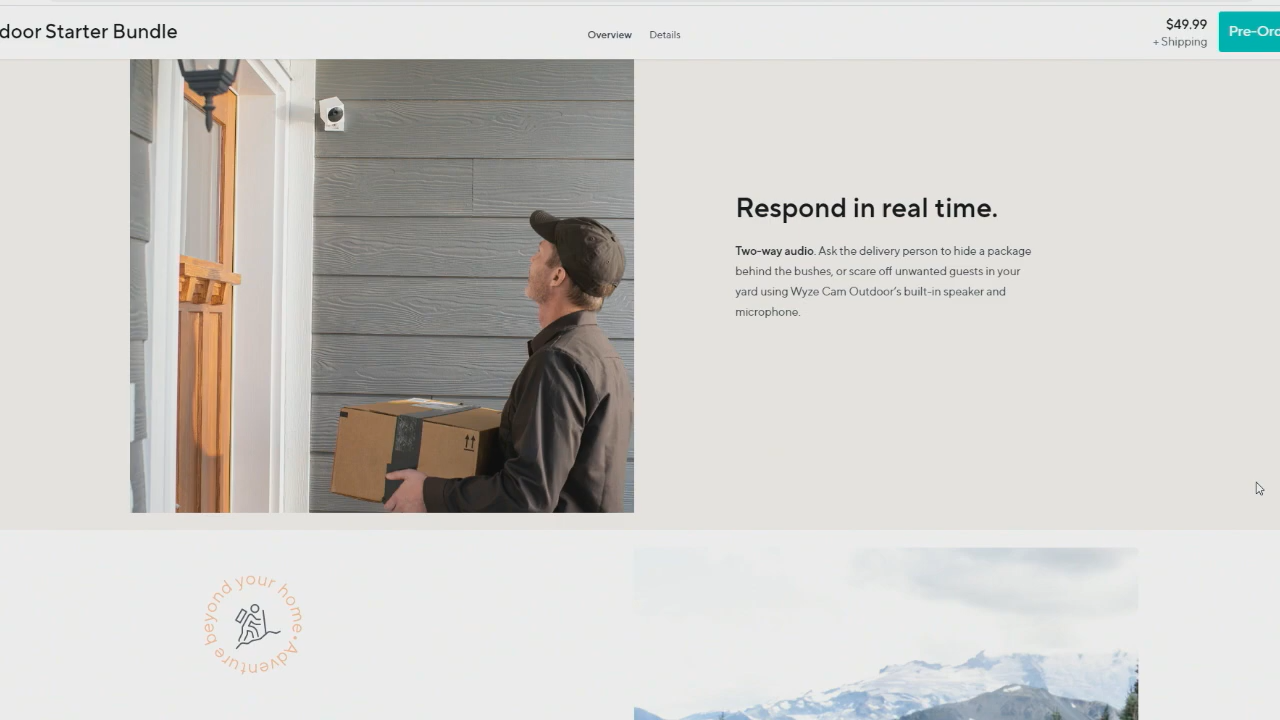 door Starter Bundle
Overview Details
$49.99
+ Shipping
Pre-Ord
Respond in real time.
Two-way audio. Ask the delivery person to hide a package
behind the bushes, or scare off unwanted guests in your
yard using Wyze Cam Outdoor's built-in speaker and
microphone.
Adventure beyond your home •